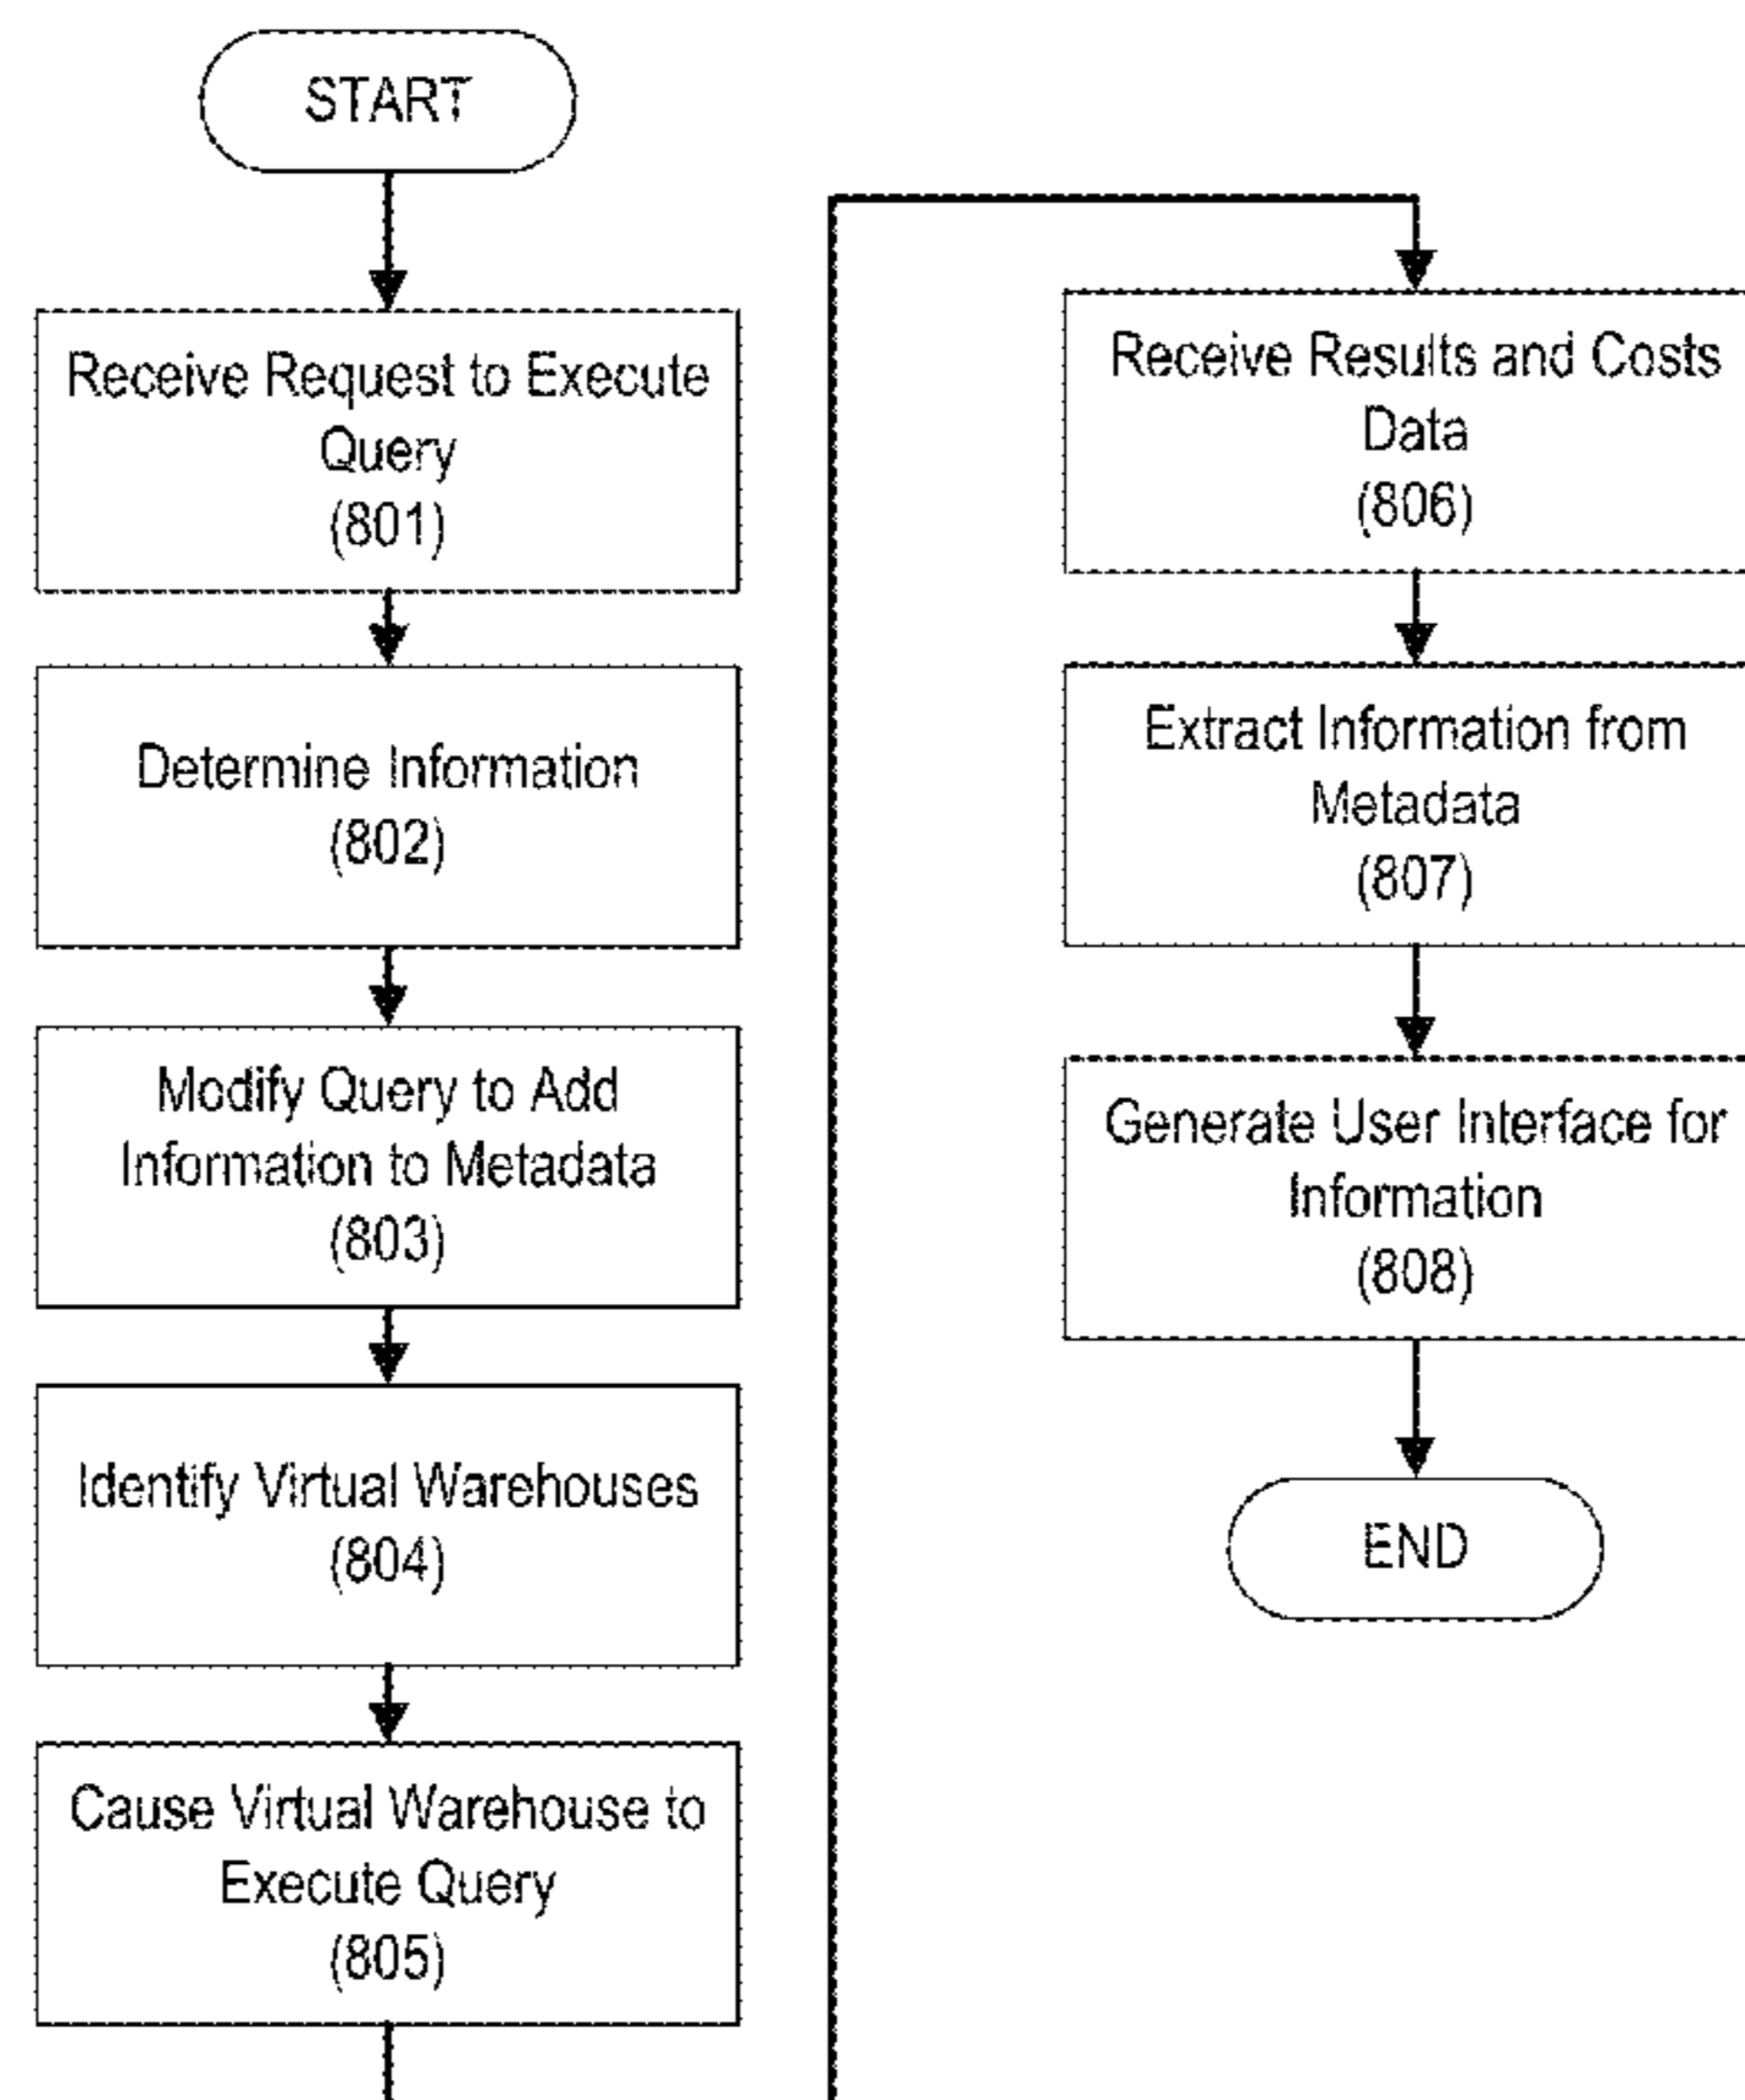 START
Receive Request to Execute
Query
(801)
Determine Information
(802)
Modify Query to Add
Information to Metadata
(803)
Identify Virtual Warehouses
(804)
Cause Virtual Warehouse to
Execute Query
(805)
Receive Results and Costs
Data
(806)
Extract Information from
Metadata
(807)
Generate User Interface for
Information
(808)
END